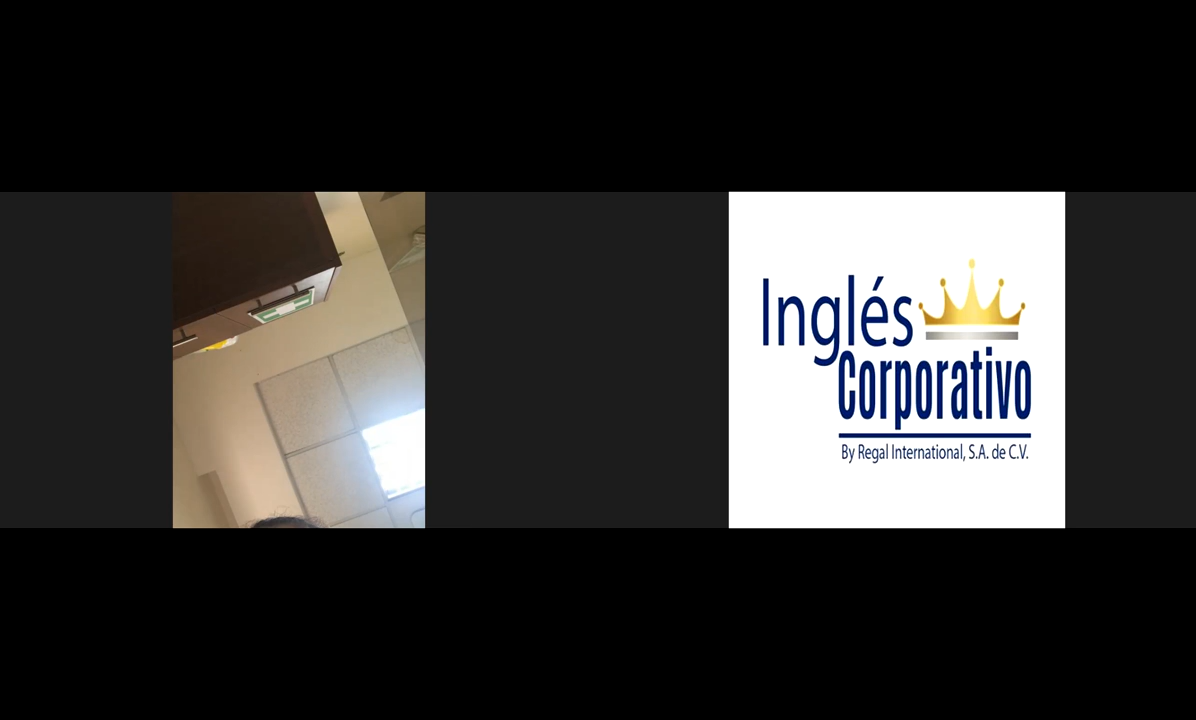 Inglés
Corporativo
By Regal International, S.A. de C.V.